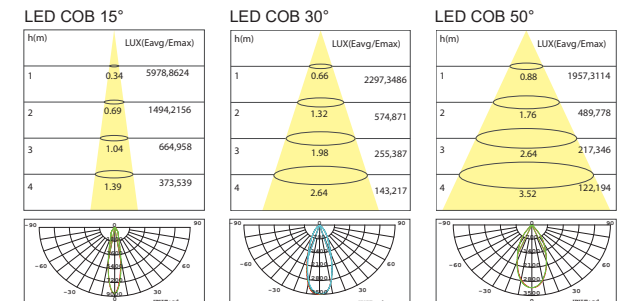 LED COB 15° LED COB 30° LED COB 50°
h(m) LUX(Eavg/Emax) h(m) LUX(Eavg/Emax) h(m) LUX(Eavg/Emax)
1 0.34 5978,8624 1 0.66 2297,3486 1 0.88 1957,3114
2 0.69 1494,2156 2 1.32 574,871 2 1.76 489,778
3 1.04 664,958 3 1.98 255,387 3 2.64 217,346
4 1.39 373,539 4 2.64 143,217 4 3.52 122,194
-90 0 90 -90 0 90 -90 0 90
-60 60 -60 60 -60 60
-30 30 -30 30 -30 30